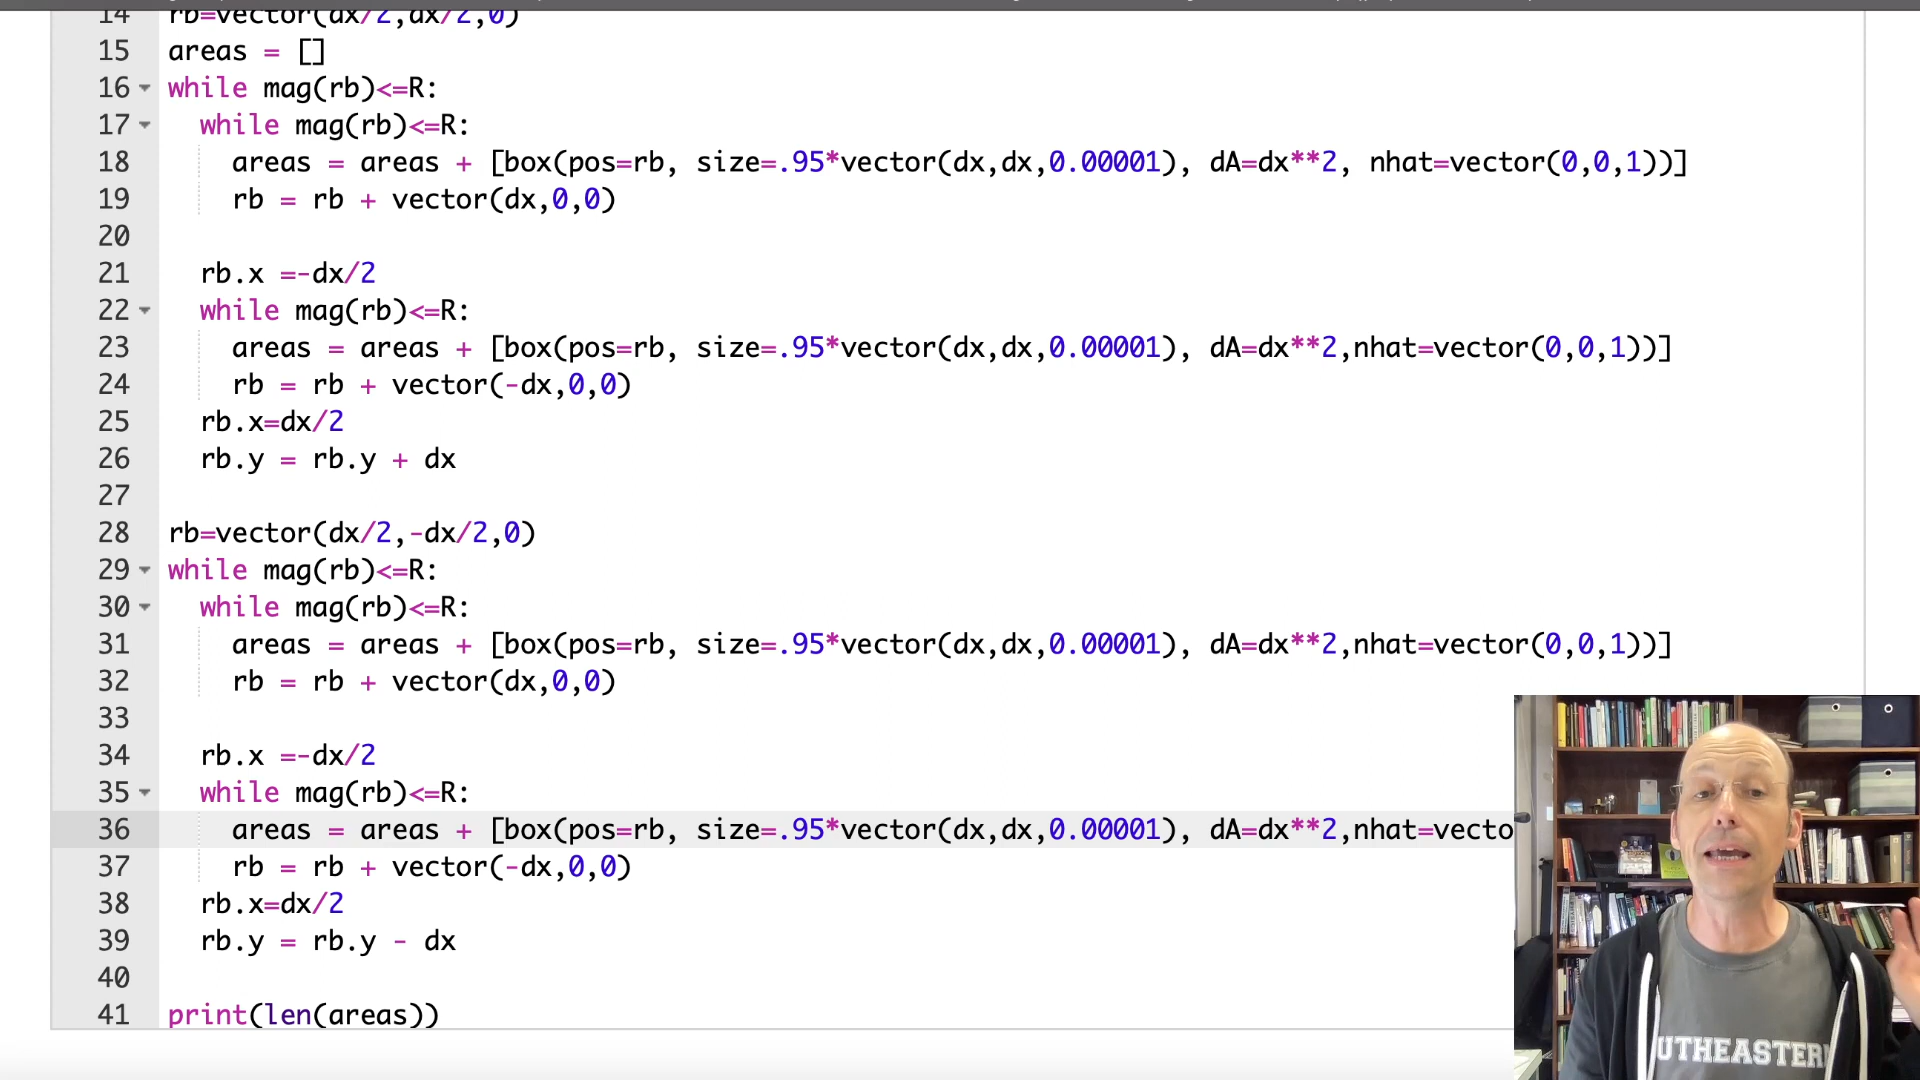 14 rb=vector(dx/2,dx/2,0)
15 areas = []
16 while mag(rb)<=R:
17   while mag(rb)<=R:
18     areas = areas + [box(pos=rb, size=.95*vector(dx,dx,0.00001), dA=dx**2, nhat=vector(0,0,1))]
19     rb = rb + vector(dx,0,0)
20
21   rb.x =-dx/2
22   while mag(rb)<=R:
23     areas = areas + [box(pos=rb, size=.95*vector(dx,dx,0.00001), dA=dx**2,nhat=vector(0,0,1))]
24     rb = rb + vector(-dx,0,0)
25   rb.x=dx/2
26   rb.y = rb.y + dx
27
28 rb=vector(dx/2,-dx/2,0)
29 while mag(rb)<=R:
30   while mag(rb)<=R:
31     areas = areas + [box(pos=rb, size=.95*vector(dx,dx,0.00001), dA=dx**2,nhat=vector(0,0,1))]
32     rb = rb + vector(dx,0,0)
33
34   rb.x =-dx/2
35   while mag(rb)<=R:
36     areas = areas + [box(pos=rb, size=.95*vector(dx,dx,0.00001), dA=dx**2,nhat=vecto
37     rb = rb + vector(-dx,0,0)
38   rb.x=dx/2
39   rb.y = rb.y - dx
40
41 print(len(areas))
UTHEASTERN